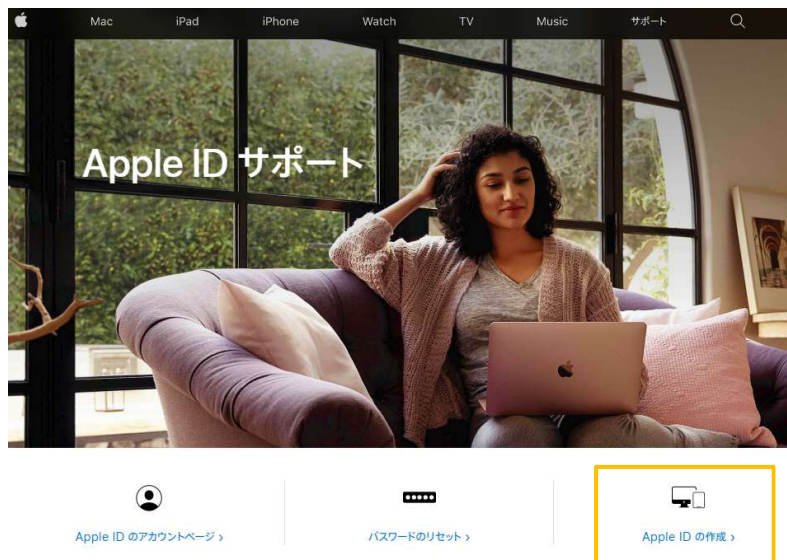 Mac iPad iPhone Watch TV Music サポート
Apple ID サポート
Apple ID のアカウントページ ›
パスワードのリセット ›
Apple ID の作成 ›